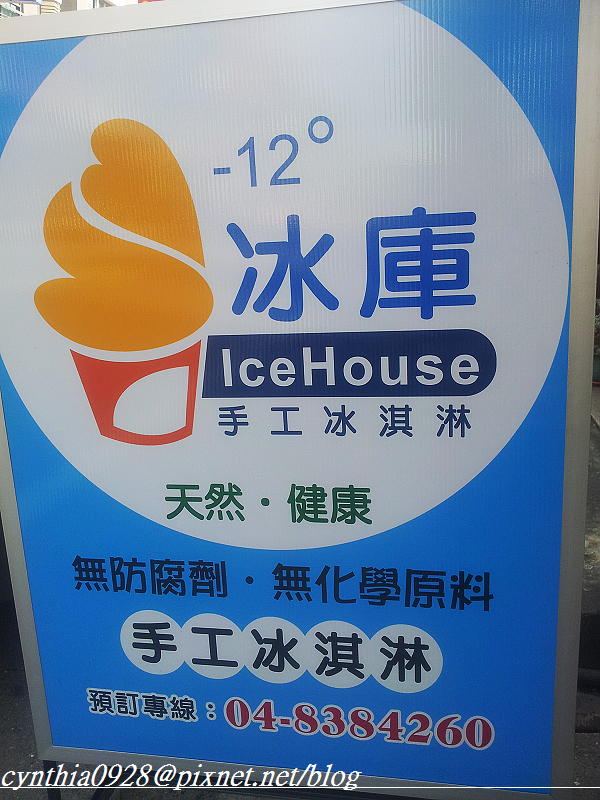 -12°
冰庫
IceHouse
手工冰淇淋
天然·健康
無防腐劑·無化學原料
手工冰淇淋
預訂專線：04-8384260
cynthia0928@pixnet.net/blog